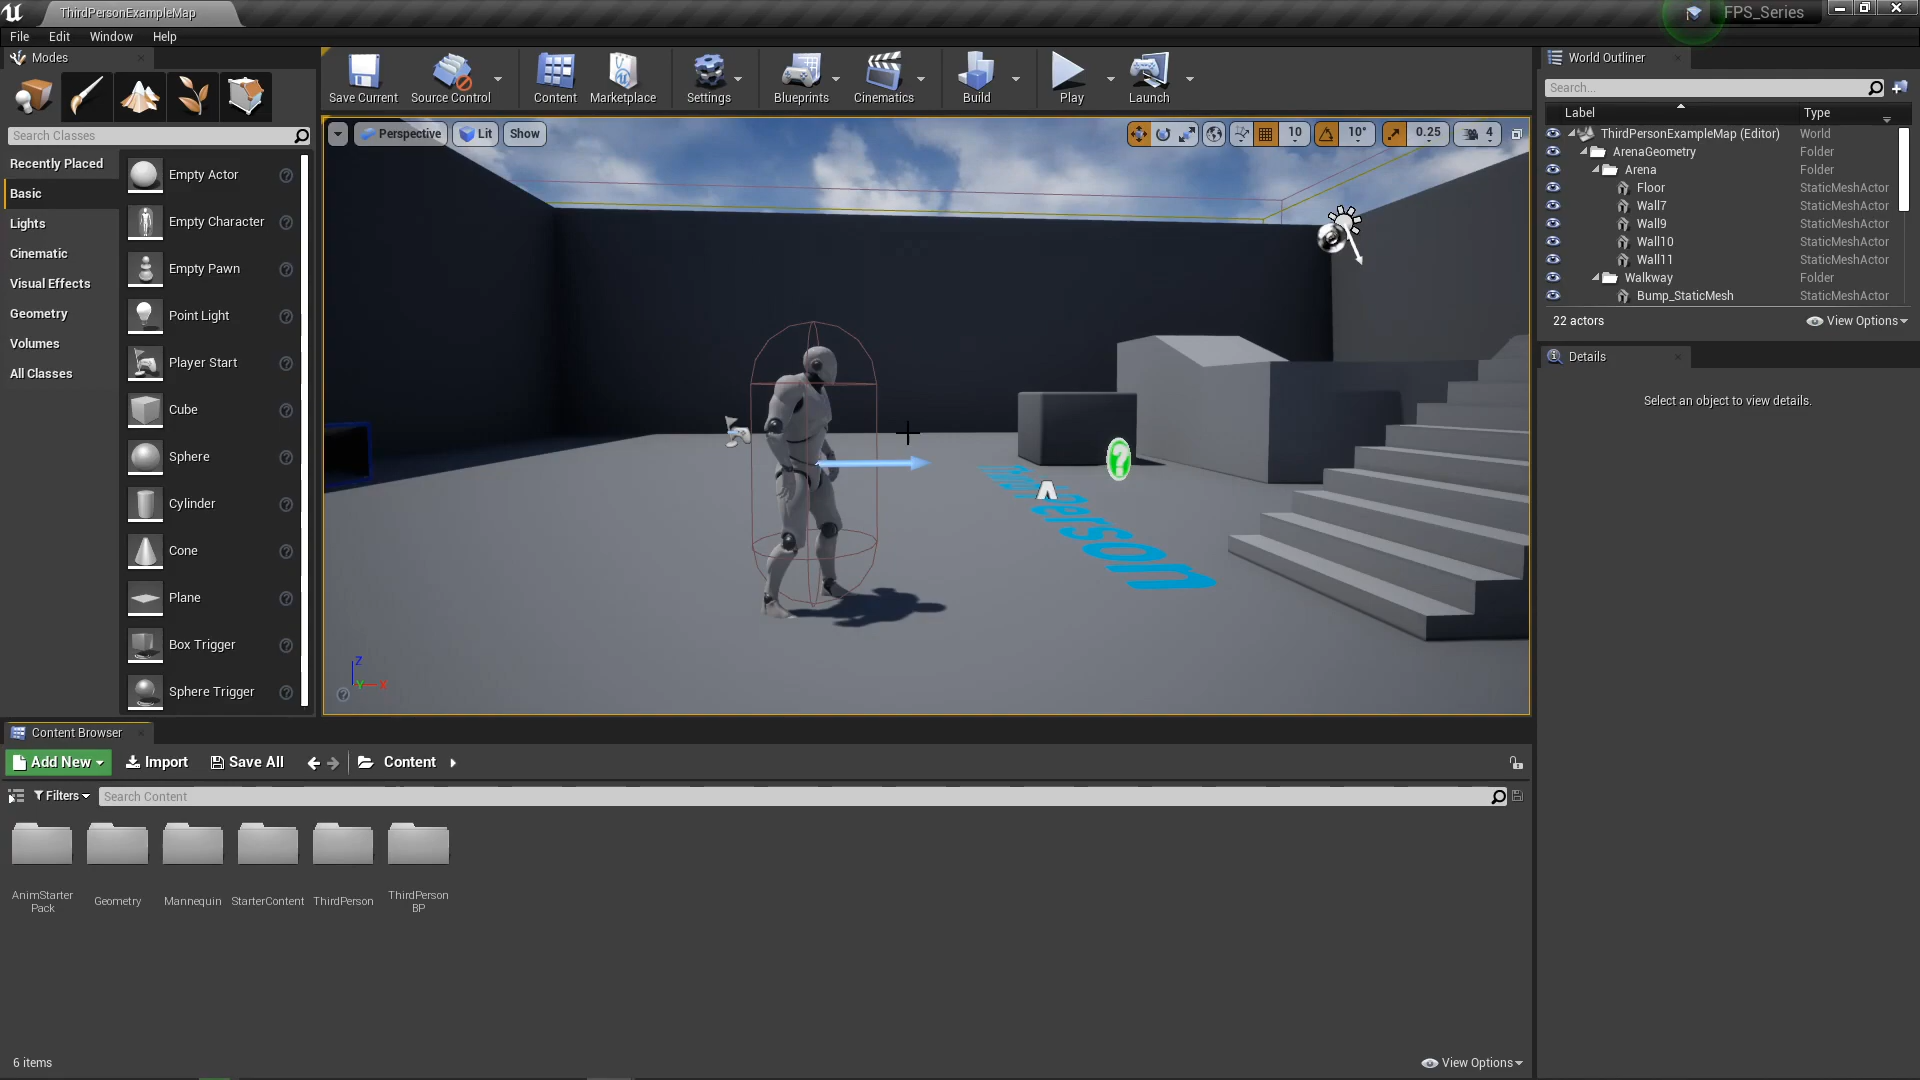 ThirdPersonExampleMap
FPS_Series
File Edit Window Help
Modes
Search Classes
Recently Placed
Basic
Lights
Cinematic
Visual Effects
Geometry
Volumes
All Classes
Empty Actor
Empty Character
Empty Pawn
Point Light
Player Start
Cube
Sphere
Cylinder
Cone
Plane
Box Trigger
Sphere Trigger
Save Current Source Control Content Marketplace Settings Blueprints Cinematics Build Play Launch
Perspective Lit Show
10 10° 0.25 4
Z
Y X
World Outliner
Search...
Label Type
ThirdPersonExampleMap (Editor) World
ArenaGeometry Folder
Arena Folder
Floor StaticMeshActor
Wall7 StaticMeshActor
Wall9 StaticMeshActor
Wall10 StaticMeshActor
Wall11 StaticMeshActor
Walkway Folder
Bump_StaticMesh StaticMeshActor
22 actors View Options
Details
Select an object to view details.
Content Browser
Add New Import Save All Content
Filters Search Content
AnimStarter
Pack
Geometry
Mannequin
StarterContent
ThirdPerson
ThirdPerson
BP
6 items View Options